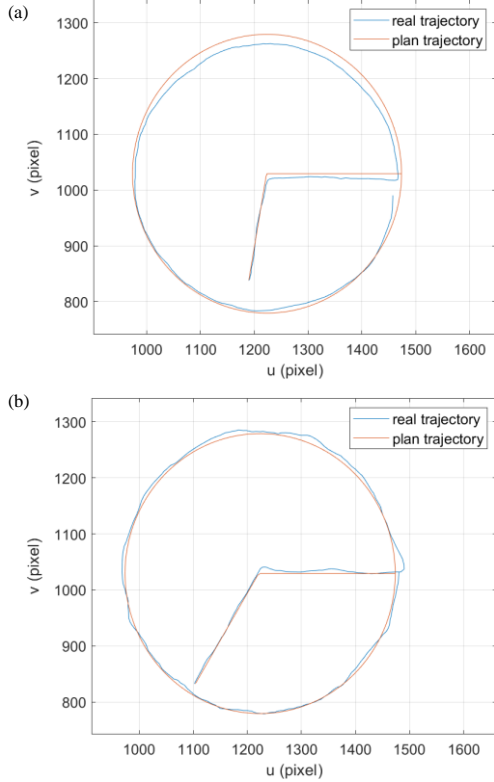 (a)
1300
1200
1100
1000
900
800
v (pixel)
real trajectory
plan trajectory
1000 1100 1200 1300 1400 1500 1600
u (pixel)
(b)
1300
1200
1100
1000
900
800
v (pixel)
real trajectory
plan trajectory
1000 1100 1200 1300 1400 1500 1600
u (pixel)